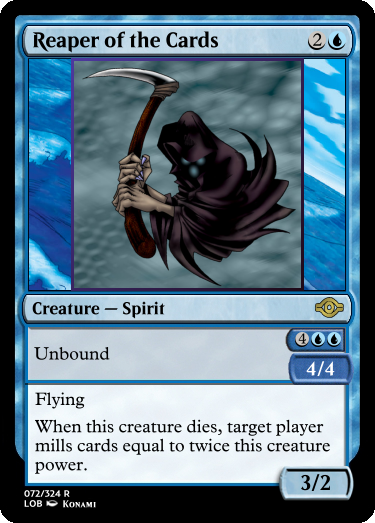 Reaper of the Cards 2
Creature — Spirit
Unbound 4
4/4
Flying
When this creature dies, target player
mills cards equal to twice this creature
power.
3/2
072/324 R
LOB KONAMI